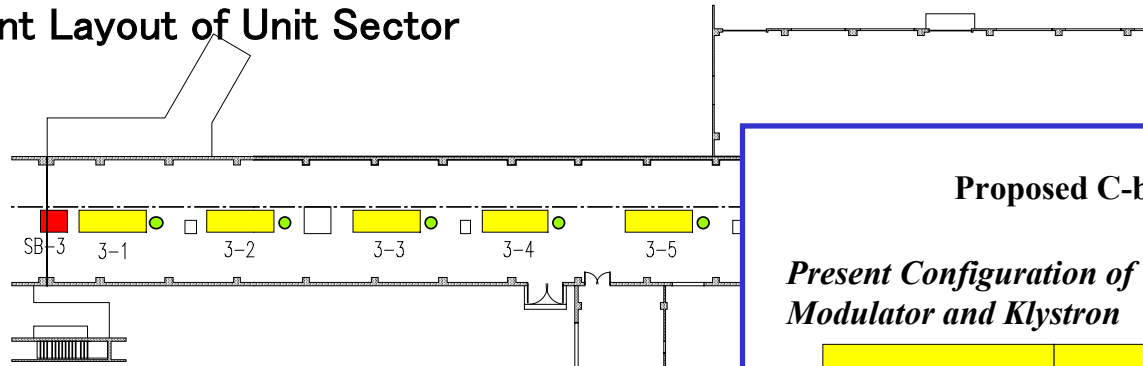 nt Layout of Unit Sector
SB-3
3-1
3-2
3-3
3-4
3-5
Proposed C-b
Present Configuration of
Modulator and Klystron